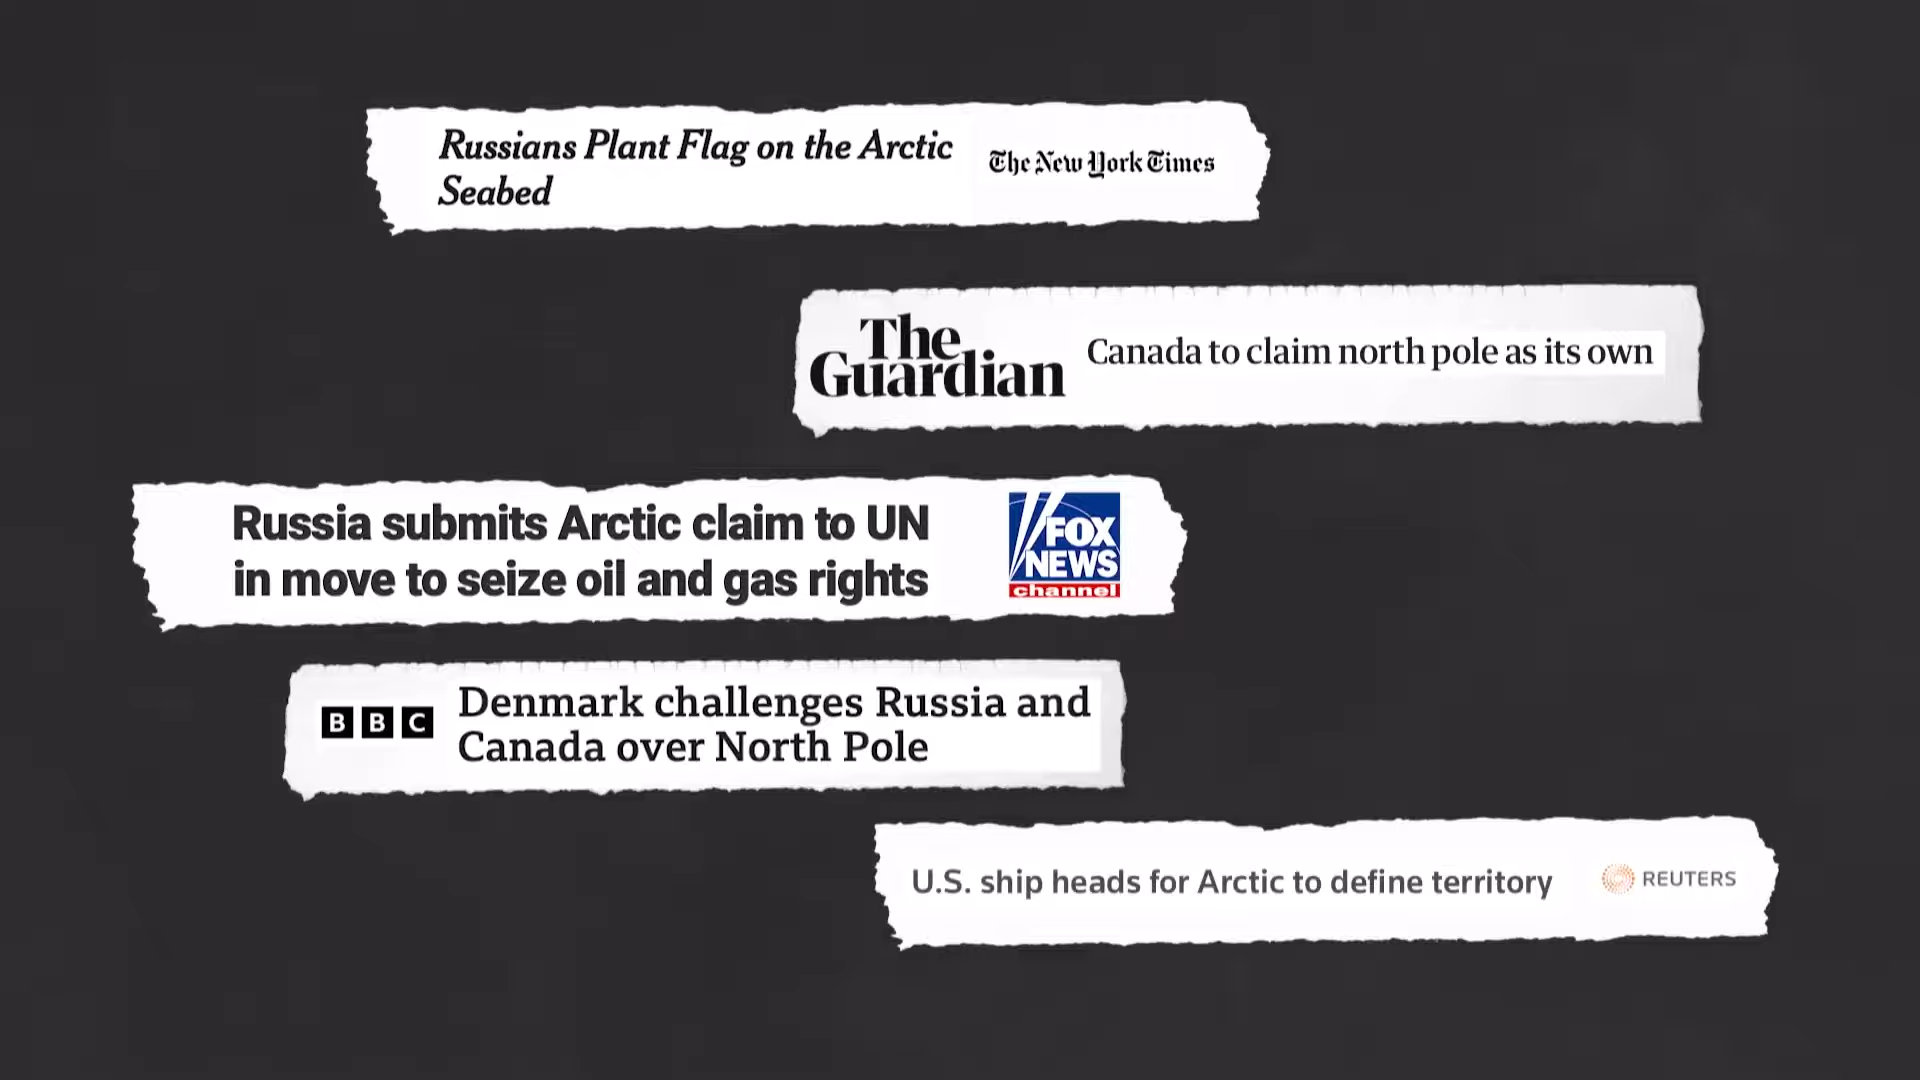 Russians Plant Flag on the Arctic
Seabed
The New York Times
The
Guardian
Canada to claim north pole as its own
Russia submits Arctic claim to UN
in move to seize oil and gas rights
FOX
NEWS
channel
BBC
Denmark challenges Russia and
Canada over North Pole
U.S. ship heads for Arctic to define territory
REUTERS